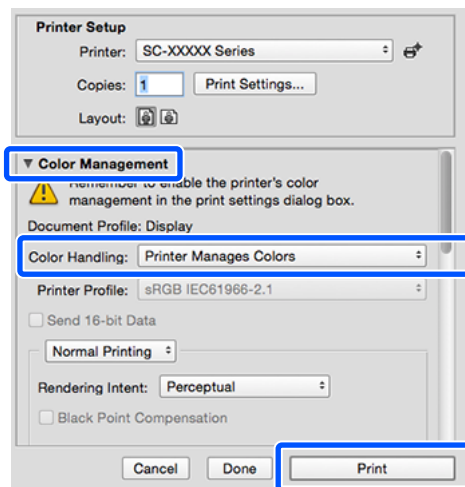 Printer Setup
Printer: SC-XXXXX Series
Copies: 1 Print Settings...
Layout:
▼ Color Management
Remember to enable the printer's color
management in the print settings dialog box.
Document Profile: Display
Color Handling: Printer Manages Colors
Printer Profile: sRGB IEC61966-2.1
Send 16-bit Data
Normal Printing
Rendering Intent: Perceptual
Black Point Compensation
Cancel Done Print